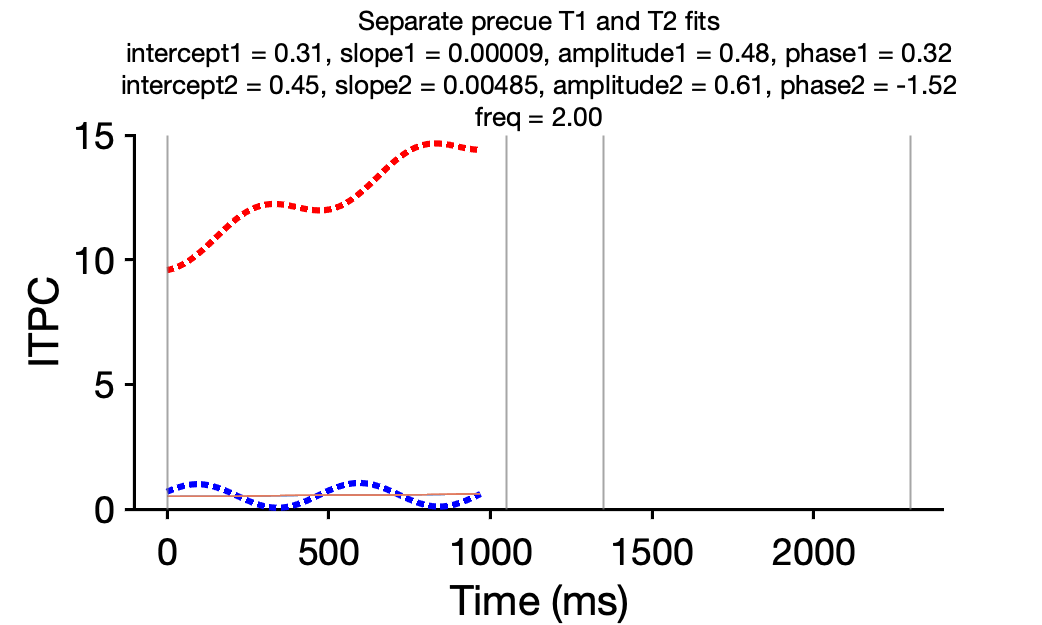 Separate precue T1 and T2 fits
intercept1 = 0.31, slope1 = 0.00009, amplitude1 = 0.48, phase1 = 0.32
intercept2 = 0.45, slope2 = 0.00485, amplitude2 = 0.61, phase2 = -1.52
freq = 2.00
15
10
5
0
ITPC
0 500 1000 1500 2000
Time (ms)